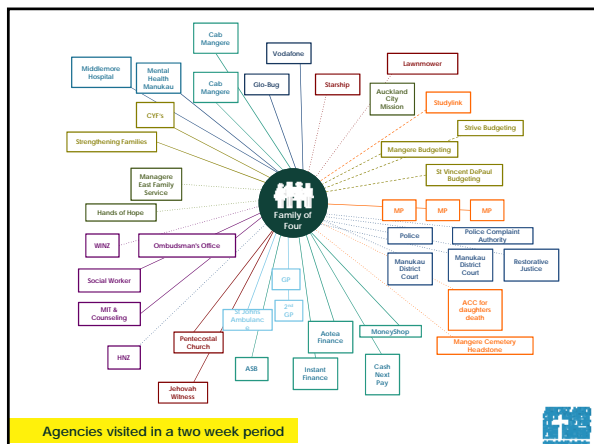 Cab
Mangere
Vodafone
Lawnmower
Middlemore
Hospital
Mental
Health
Manukau
Cab
Mangere
Glo-Bug
Starship
Auckland
City
Mission
Studylink
CYF's
Strive Budgeting
Strengthening Families
Mangere Budgeting
Managere
East Family
Service
St Vincent DePaul
Budgeting
Hands of Hope
Family of
Four
MP
MP
MP
WINZ
Ombudsman's Office
Police
Police Complaint
Authority
Social Worker
GP
Manukau
District
Court
Manukau
District
Court
Restorative
Justice
MIT &
Counseling
St Johns
Ambulanc
e
2nd
GP
ACC for
daughters
death
HNZ
Pentecostal
Church
Aotea
Finance
MoneyShop
Mangere Cemetery
Headstone
Jehovah
Witness
ASB
Instant
Finance
Cash
Next
Pay
Agencies visited in a two week period